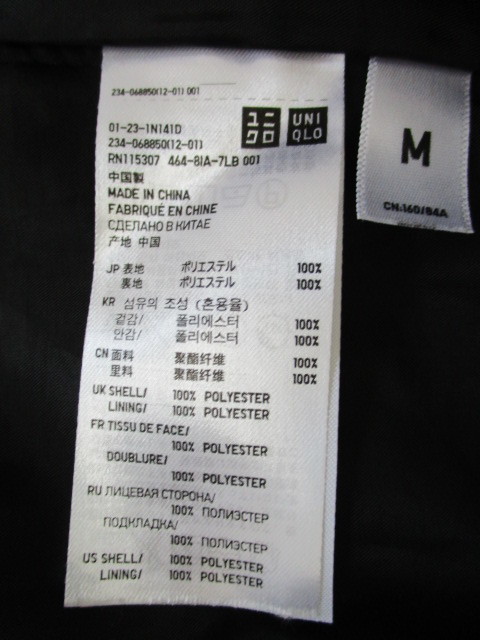 234-068850(12-01) 001
ユニクロ
UNIQLO
M
CN.160/84A
01-23-1N141D
234-068850(12-01)
RN115307 464-8IA-7LB 001
中国製
MADE IN CHINA
FABRIQUÉ EN CHINE
СДЕЛАНО В КИТАЕ
产地 中国
JP 表地 ポリエステル 100%
裏地 ポリエステル 100%
KR 섬유의 조성 (혼용율)
겉감/ 폴리에스터 100%
안감/ 폴리에스터 100%
CN 面料 聚酯纤维 100%
里料 聚酯纤维 100%
UK SHELL/ 100% POLYESTER
LINING/ 100% POLYESTER
FR TISSU DE FACE/
100% POLYESTER
DOUBLURE/
100% POLYESTER
RU ЛИЦЕВАЯ СТОРОНА/
100% ПОЛИЭСТЕР
ПОДКЛАДКА/
100% ПОЛИЭСТЕР
US SHELL/ 100% POLYESTER
LINING/ 100% POLYESTER